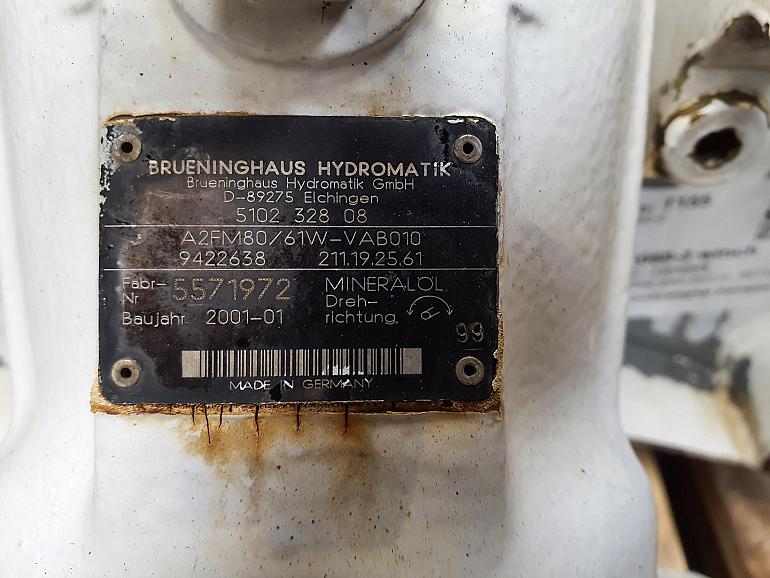 BRUENINGHAUS HYDROMATIK
Brueninghaus Hydromatik GmbH
D-89275 Elchingen
5102 328 08
A2FM80/61W-VAB010
9422638 211.19.25.61
Fabr-
Nr 5571972 MINERALÖL
Baujahr 2001-01 Dreh-
richtung
99
MADE IN GERMANY